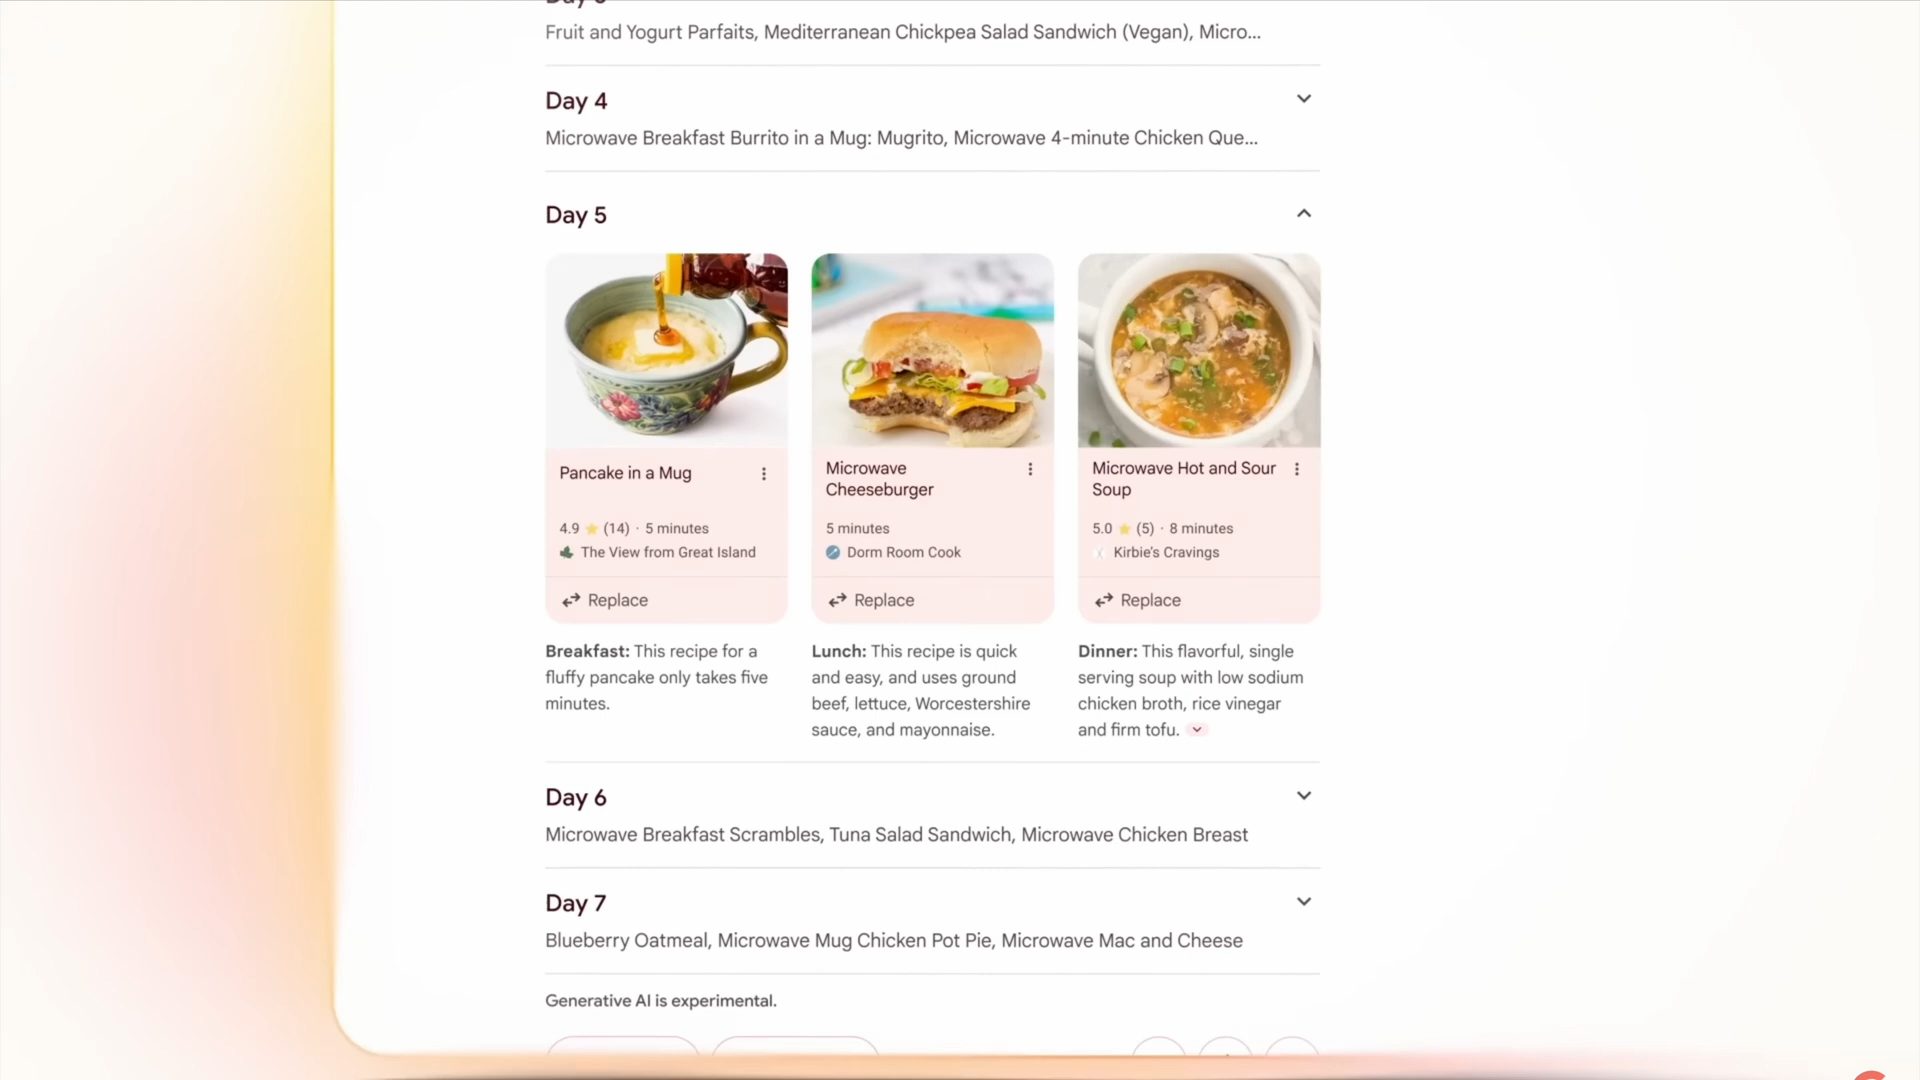 Fruit and Yogurt Parfaits, Mediterranean Chickpea Salad Sandwich (Vegan), Micro...
Day 4
Microwave Breakfast Burrito in a Mug: Mugrito, Microwave 4-minute Chicken Que...
Day 5
Pancake in a Mug
4.9 ★ (14) · 5 minutes
The View from Great Island
Replace
Breakfast: This recipe for a
fluffy pancake only takes five
minutes.
Microwave
Cheeseburger
5 minutes
Dorm Room Cook
Replace
Lunch: This recipe is quick
and easy, and uses ground
beef, lettuce, Worcestershire
sauce, and mayonnaise.
Microwave Hot and Sour
Soup
5.0 ★ (5) · 8 minutes
Kirbie's Cravings
Replace
Dinner: This flavorful, single
serving soup with low sodium
chicken broth, rice vinegar
and firm tofu.
Day 6
Microwave Breakfast Scrambles, Tuna Salad Sandwich, Microwave Chicken Breast
Day 7
Blueberry Oatmeal, Microwave Mug Chicken Pot Pie, Microwave Mac and Cheese
Generative AI is experimental.